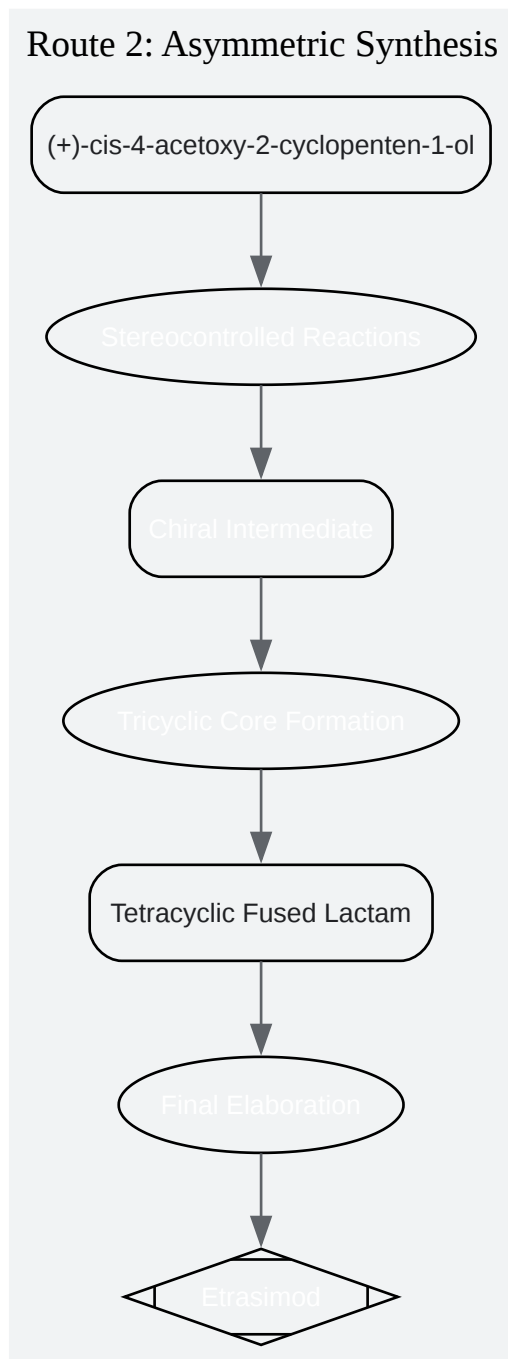 Route 2: Asymmetric Synthesis
(+)-cis-4-acetoxy-2-cyclopenten-1-ol
Stereocontrolled Reactions
Chiral Intermediate
Tricyclic Core Formation
Tetracyclic Fused Lactam
Final Elaboration
Etrasimod